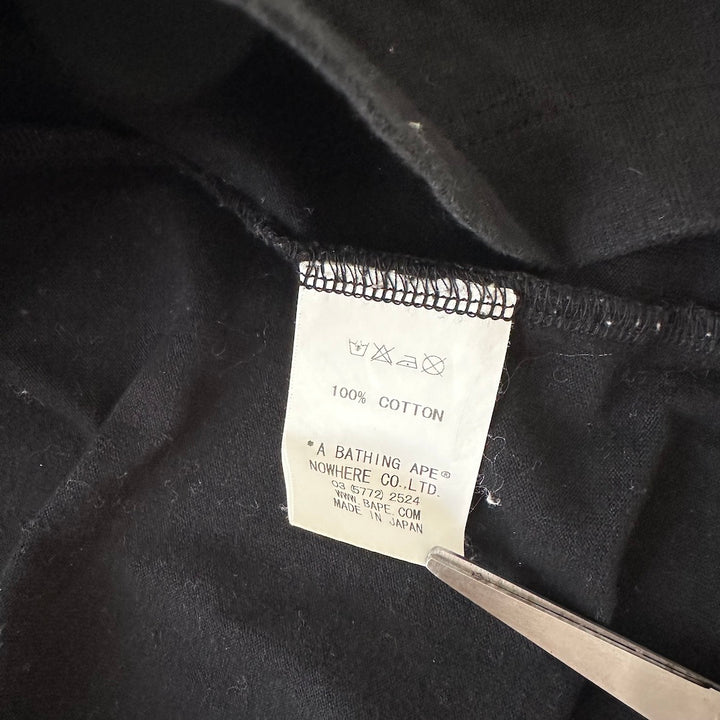 100% COTTON
*A BATHING APE®
NOWHERE CO.,LTD.
03 (5772) 2524
WWW.BAPE.COM
MADE IN JAPAN